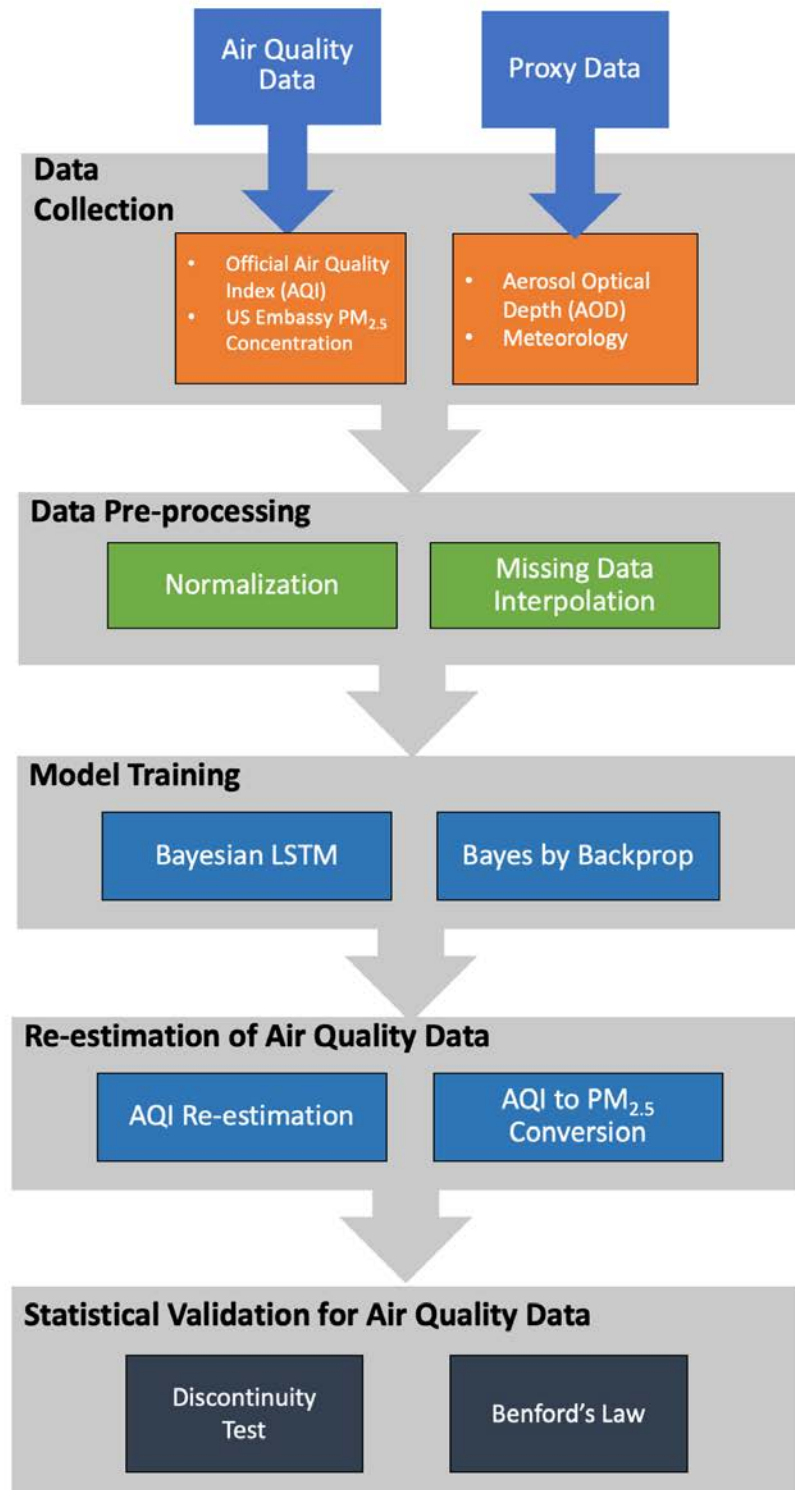 Air Quality
Data
Proxy Data
Data
Collection
• Official Air Quality
Index (AQI)
• US Embassy PM₂.₅
Concentration
• Aerosol Optical
Depth (AOD)
• Meteorology
Data Pre-processing
Normalization
Missing Data
Interpolation
Model Training
Bayesian LSTM
Bayes by Backprop
Re-estimation of Air Quality Data
AQI Re-estimation
AQI to PM₂.₅
Conversion
Statistical Validation for Air Quality Data
Discontinuity
Test
Benford's Law